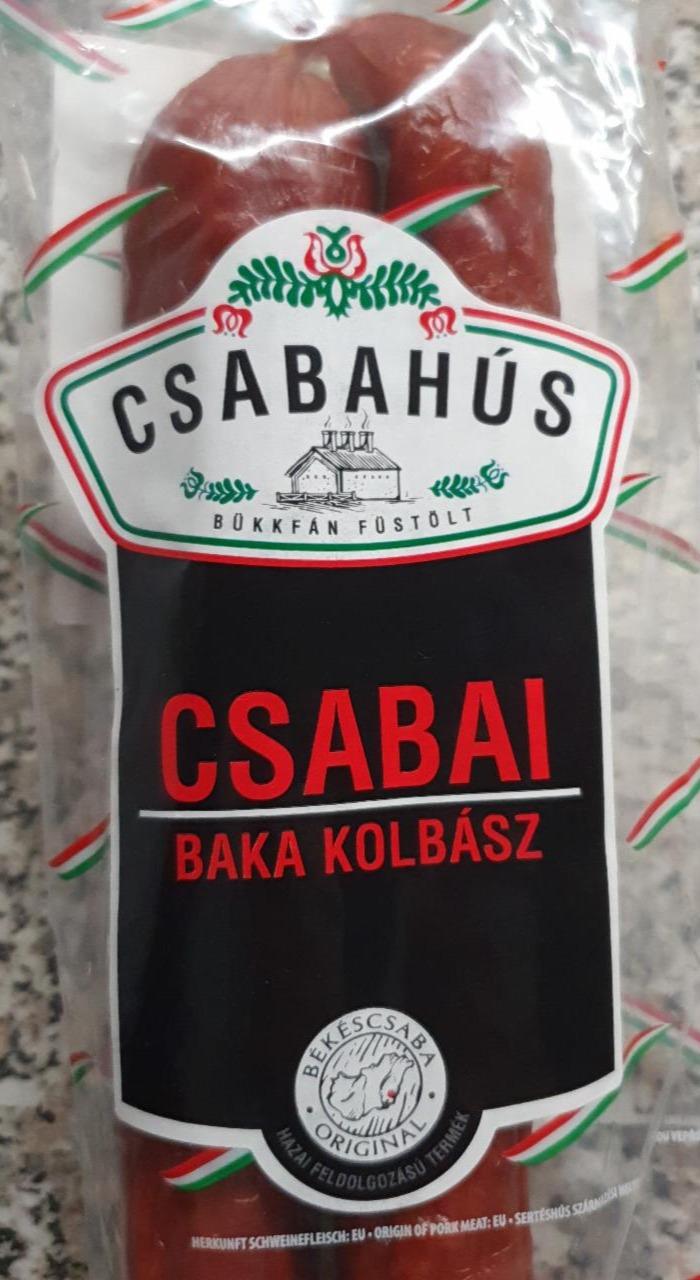 CSABAHÚS
BÜKKFÁN FÜSTÖLT
CSABAI
BAKA KOLBÁSZ
BÉKÉSCSABA
ORIGINAL
HAZAI FELDOLGOZÁSÚ TERMÉK
HERKUNFT SCHWEINEFLEISCH: EU • ORIGIN OF PORK MEAT: EU • SERTÉSHÚS SZÁRMAZÁSI